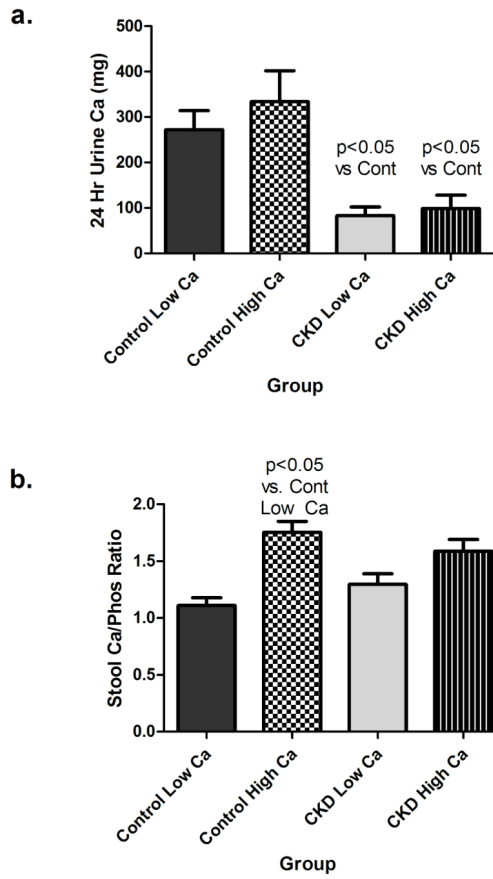 a.
24 Hr Urine Ca (mg)
500
400
300
200
100
0
p<0.05
vs Cont
p<0.05
vs Cont
Control Low Ca
Control High Ca
CKD Low Ca
CKD High Ca
Group
b.
Stool Ca/Phos Ratio
2.0
1.5
1.0
0.5
0.0
p<0.05
vs. Cont
Low Ca
Control Low Ca
Control High Ca
CKD Low Ca
CKD High Ca
Group